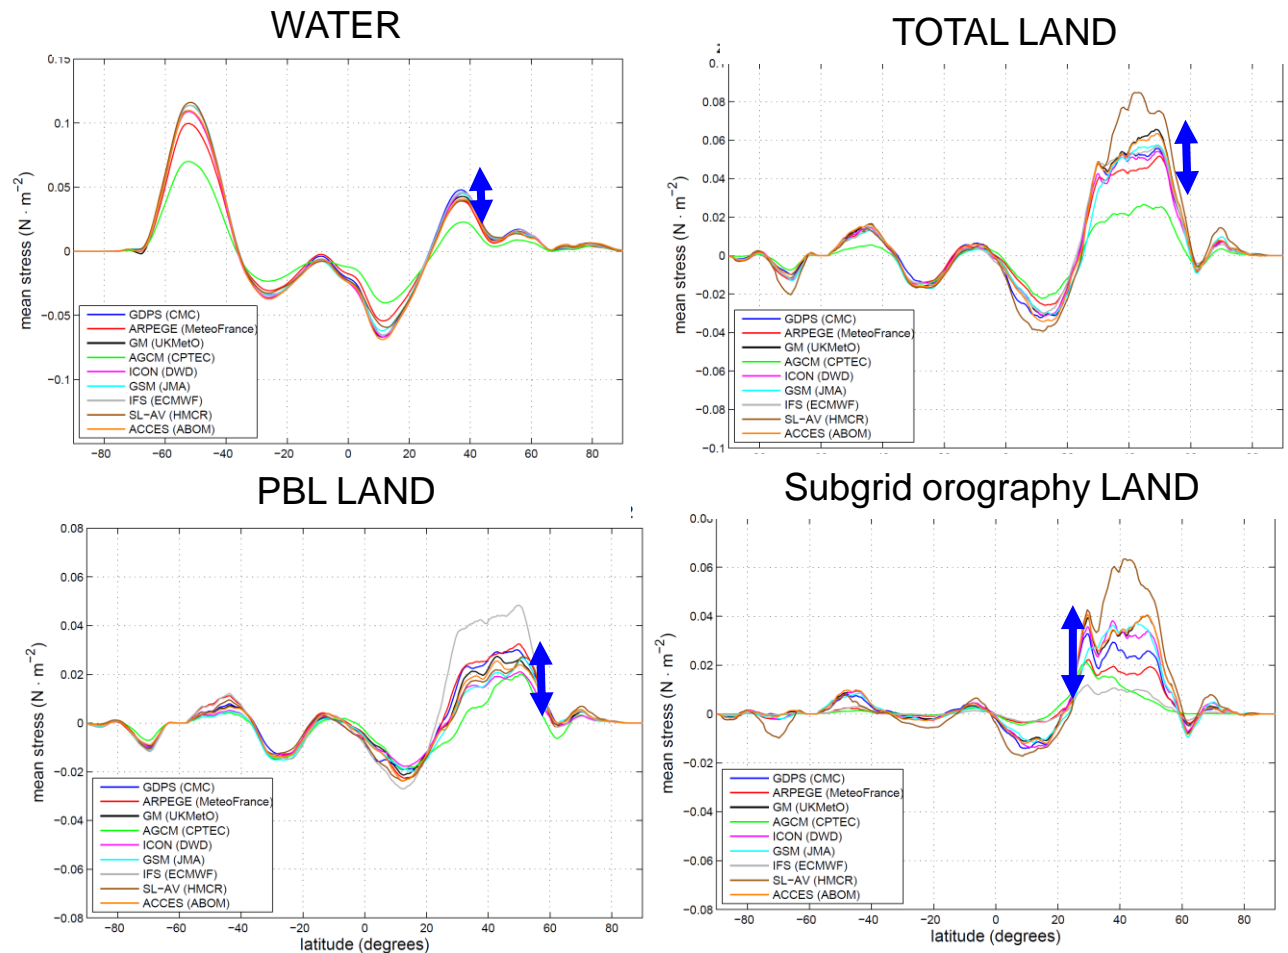 WATER
TOTAL LAND
mean stress (N · m−2)
0.15
0.1
0.05
0
−0.05
−0.1
GDPS (CMC)
ARPEGE (MeteoFrance)
GM (UKMetO)
AGCM (CPTEC)
ICON (DWD)
GSM (JMA)
IFS (ECMWF)
SL−AV (HMCR)
ACCES (ABOM)
−80 −60 −40 −20 0 20 40 60 80
mean stress (N · m−2)
0.1
0.08
0.06
0.04
0.02
0
−0.02
−0.04
−0.06
−0.08
−0.1
GDPS (CMC)
ARPEGE (MeteoFrance)
GM (UKMetO)
AGCM (CPTEC)
ICON (DWD)
GSM (JMA)
IFS (ECMWF)
SL−AV (HMCR)
ACCES (ABOM)
PBL LAND
Subgrid orography LAND
mean stress (N · m−2)
0.08
0.06
0.04
0.02
0
−0.02
−0.04
−0.06
−0.08
GDPS (CMC)
ARPEGE (MeteoFrance)
GM (UKMetO)
AGCM (CPTEC)
ICON (DWD)
GSM (JMA)
IFS (ECMWF)
SL−AV (HMCR)
ACCES (ABOM)
−80 −60 −40 −20 0 20 40 60 80
latitude (degrees)
mean stress (N · m−2)
0.08
0.06
0.04
0.02
0
−0.02
−0.04
−0.06
−0.08
GDPS (CMC)
ARPEGE (MeteoFrance)
GM (UKMetO)
AGCM (CPTEC)
ICON (DWD)
GSM (JMA)
IFS (ECMWF)
SL−AV (HMCR)
ACCES (ABOM)
−80 −60 −40 −20 0 20 40 60 80
latitude (degrees)